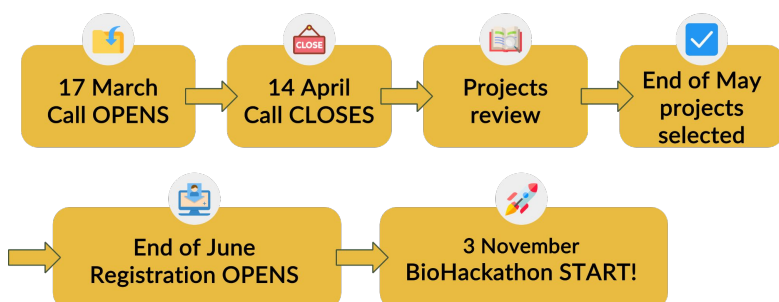 17 March
Call OPENS
CLOSE
14 April
Call CLOSES
Projects
review
End of May
projects
selected
End of June
Registration OPENS
3 November
BioHackathon START!